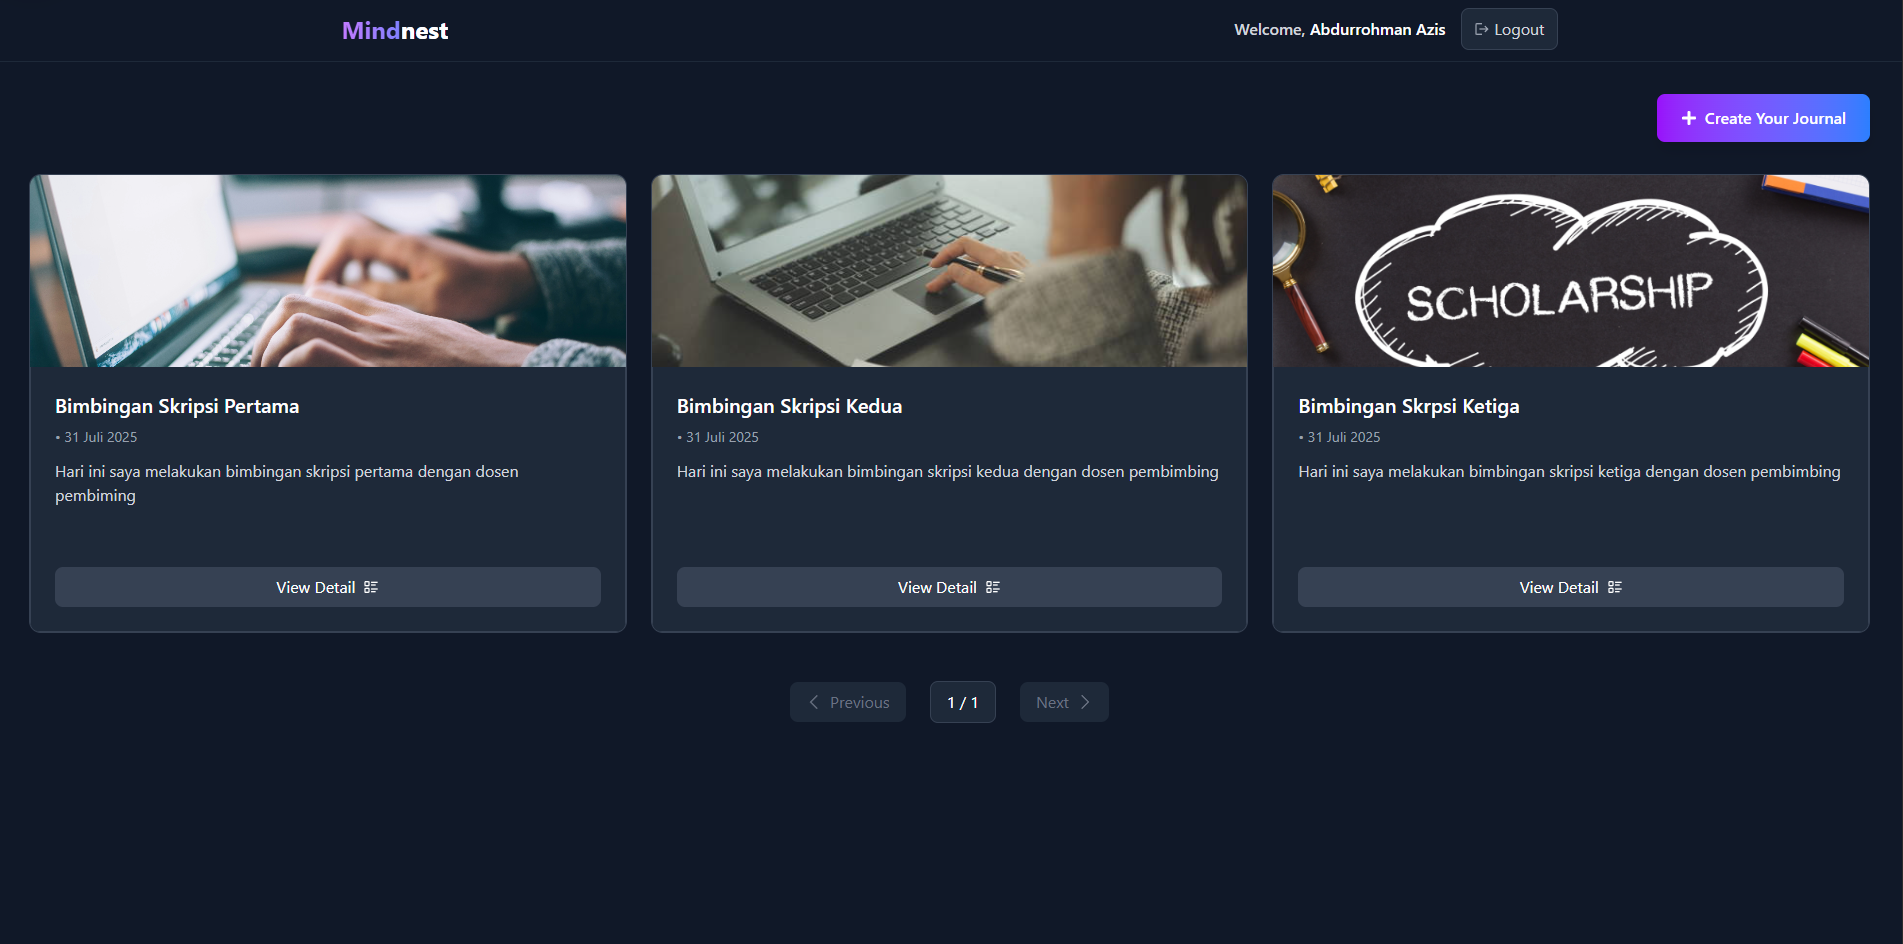 Mindnest
Welcome, Abdurrohman Azis
Logout
Create Your Journal
SCHOLARSHIP
Bimbingan Skripsi Pertama
• 31 Juli 2025
Hari ini saya melakukan bimbingan skripsi pertama dengan dosen
pembiming
View Detail
Bimbingan Skripsi Kedua
• 31 Juli 2025
Hari ini saya melakukan bimbingan skripsi kedua dengan dosen pembimbing
View Detail
Bimbingan Skrpsi Ketiga
• 31 Juli 2025
Hari ini saya melakukan bimbingan skripsi ketiga dengan dosen pembimbing
View Detail
Previous
1 / 1
Next